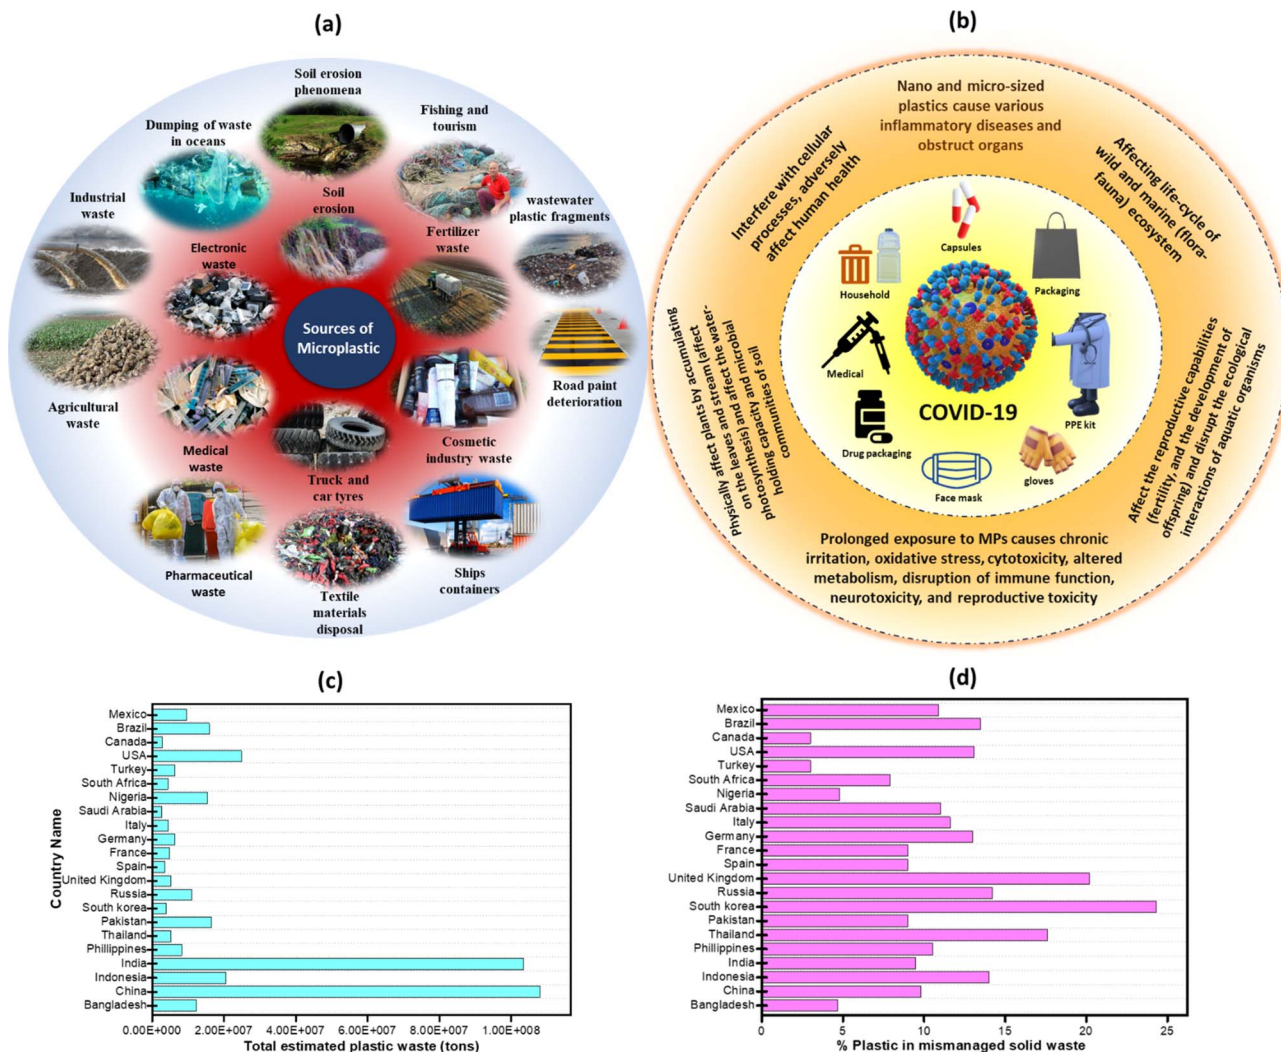 (a)
Soil erosion
phenomena
Fishing and
tourism
Dumping of waste
in oceans
wastewater
plastic fragments
Industrial
waste
Soil
erosion
Fertilizer
waste
Electronic
waste
Sources of
Microplastic
Road paint
deterioration
Agricultural
waste
Medical
waste
Cosmetic
industry waste
Truck and
car tyres
Pharmaceutical
waste
Ships
containers
Textile
materials
disposal
(b)
Nano and micro-sized
plastics cause various
inflammatory diseases and
obstruct organs
Interfere with cellular
processes, adversely
affect human health
Affecting life-cycle of
wild and marine (flora-
fauna) ecosystem
Physically affect plants by accumulating
on the leaves and stream (affect
photosynthesis) and affect the water-
holding capacity and microbial
communities of soil
Affect the reproductive capabilities
(fertility, and the development of
offspring) and disrupt the ecological
interactions of aquatic organisms
Capsules
Household
Packaging
Medical
COVID-19
PPE kit
Drug packaging
gloves
Face mask
Prolonged exposure to MPs causes chronic
irritation, oxidative stress, cytotoxicity, altered
metabolism, disruption of immune function,
neurotoxicity, and reproductive toxicity
(c)
Country Name
Mexico
Brazil
Canada
USA
Turkey
South Africa
Nigeria
Saudi Arabia
Italy
Germany
France
Spain
United Kingdom
Russia
South korea
Pakistan
Thailand
Phillippines
India
Indonesia
China
Bangladesh
0.000E+000 2.00E+007 4.00E+007 6.00E+007 8.00E+007 1.00E+008
Total estimated plastic waste (tons)
(d)
Mexico
Brazil
Canada
USA
Turkey
South Africa
Nigeria
Saudi Arabia
Italy
Germany
France
Spain
United Kingdom
Russia
South korea
Pakistan
Thailand
Phillippines
India
Indonesia
China
Bangladesh
0 5 10 15 20 25
% Plastic in mismanaged solid waste